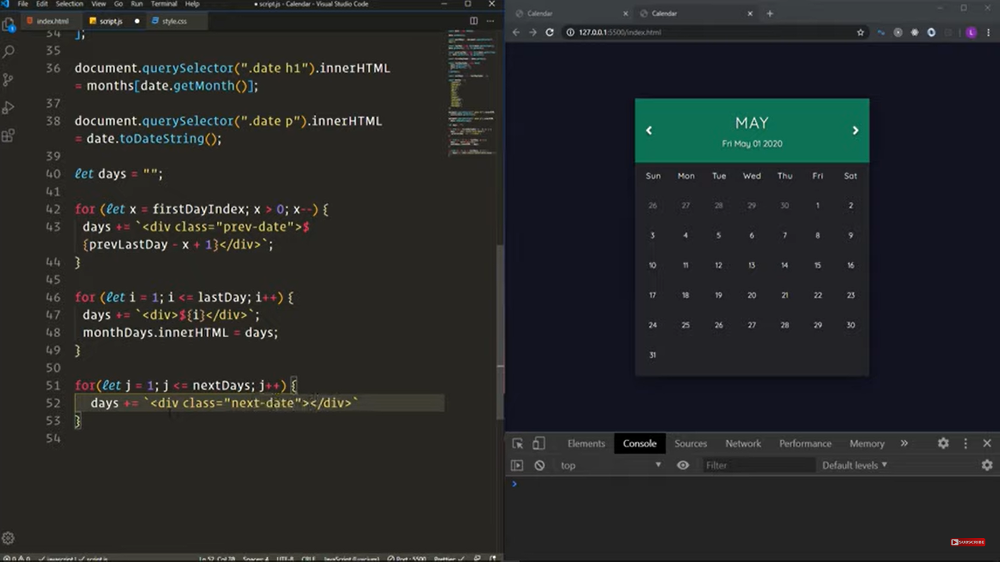 File Edit Selection View Go Run Terminal Help
● script.js - Calendar - Visual Studio Code
index.html script.js ● style.css
34 ];
35
36 document.querySelector(".date h1").innerHTML
= months[date.getMonth()];
37
38 document.querySelector(".date p").innerHTML
= date.toDateString();
39
40 let days = "";
41
42 for (let x = firstDayIndex; x > 0; x--) {
43 days += `<div class="prev-date">$
{prevLastDay - x + 1}</div>`;
44 }
45
46 for (let i = 1; i <= lastDay; i++) {
47 days += `<div>${i}</div>`;
48 monthDays.innerHTML = days;
49 }
50
51 for(let j = 1; j <= nextDays; j++) {
52 days += `<div class="next-date"></div>`
53 }
54
Calendar Calendar
127.0.0.1:5500/index.html
L
MAY
Fri May 01 2020
Sun Mon Tue Wed Thu Fri Sat
26 27 28 29 30 1 2
3 4 5 6 7 8 9
10 11 12 13 14 15 16
17 18 19 20 21 22 23
24 25 26 27 28 29 30
31
Elements Console Sources Network Performance Memory
top Filter Default levels
SUBSCRIBE